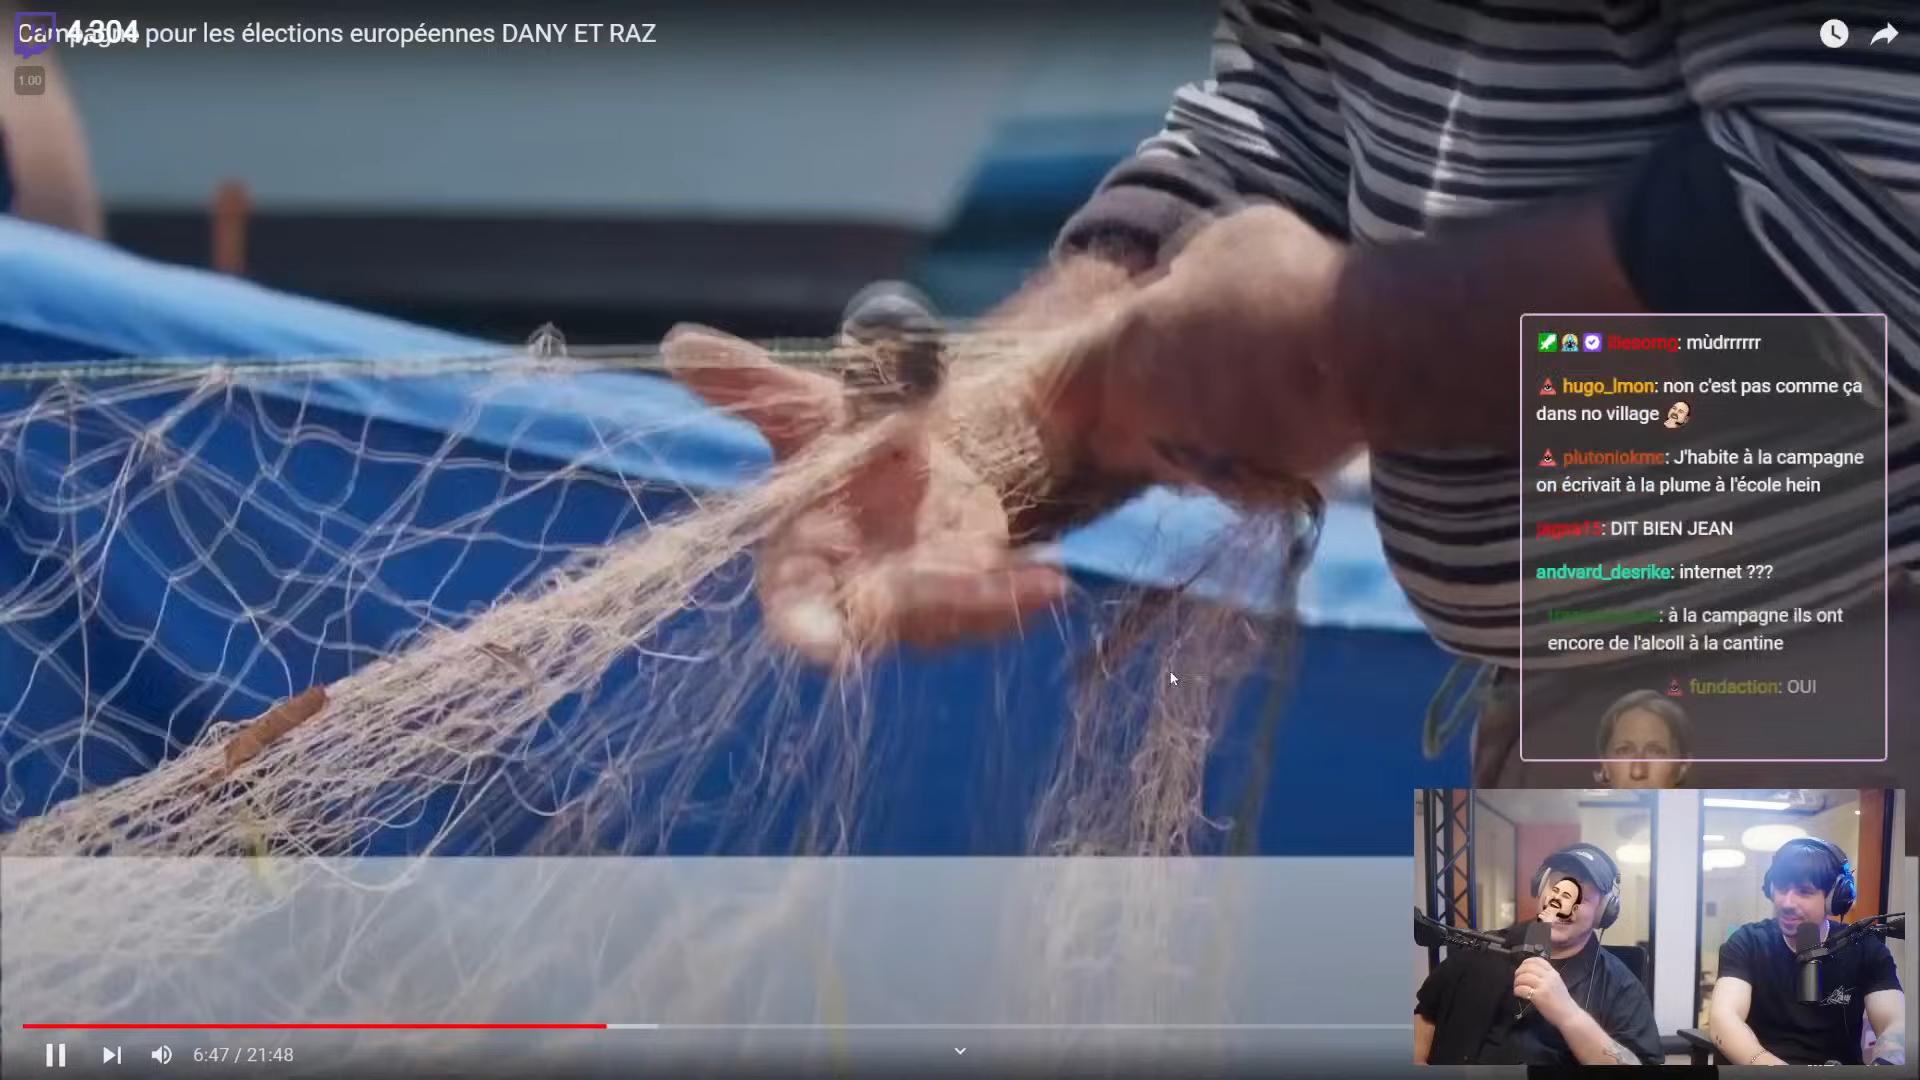 Campagne pour les élections européennes DANY ET RAZ
4,304
1.00
: mùdrrrrrr
hugo_lmon: non c'est pas comme ça
dans no village
plutoniokmc: J'habite à la campagne
on écrivait à la plume à l'école hein
: DIT BIEN JEAN
andvard_desrike: internet ???
: à la campagne ils ont
encore de l'alcoll à la cantine
fundaction: OUI
6:47 / 21:48